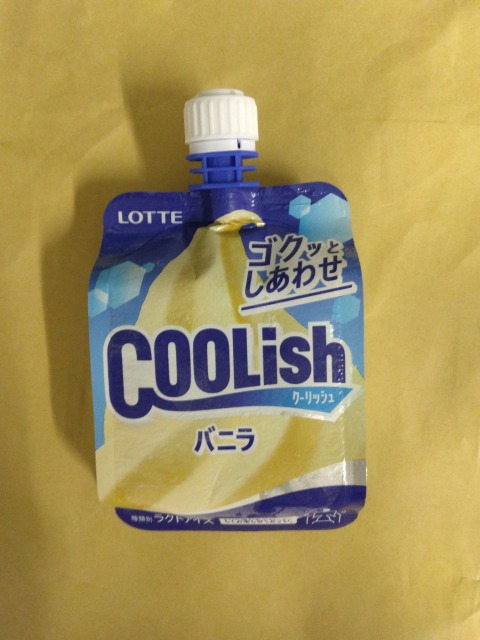 LOTTE
ゴクッと
しあわせ
COOLish
クーリッシュ
バニラ
種類別 ラクトアイス